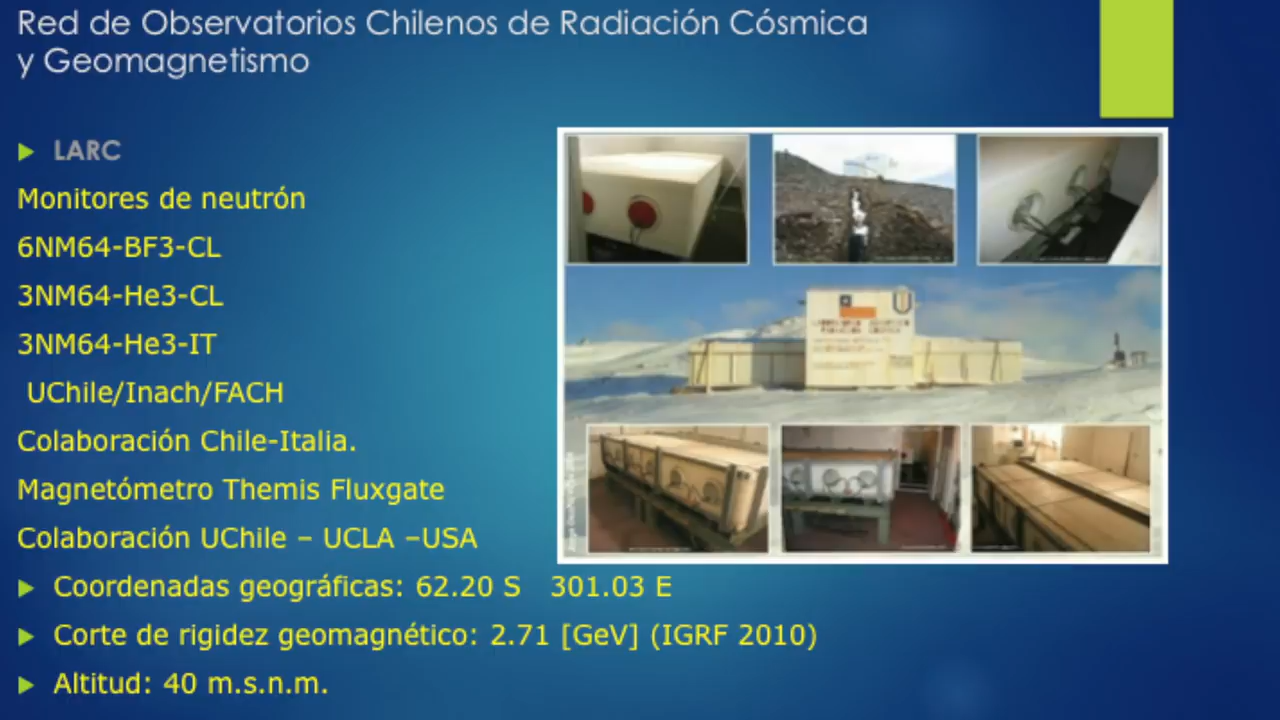 Red de Observatorios Chilenos de Radiación Cósmica
y Geomagnetismo
LARC
Monitores de neutrón
6NM64-BF3-CL
3NM64-He3-CL
3NM64-He3-IT
UChile/Inach/FACH
Colaboración Chile-Italia.
Magnetómetro Themis Fluxgate
Colaboración UChile – UCLA –USA
Coordenadas geográficas: 62.20 S 301.03 E
Corte de rigidez geomagnético: 2.71 [GeV] (IGRF 2010)
Altitud: 40 m.s.n.m.